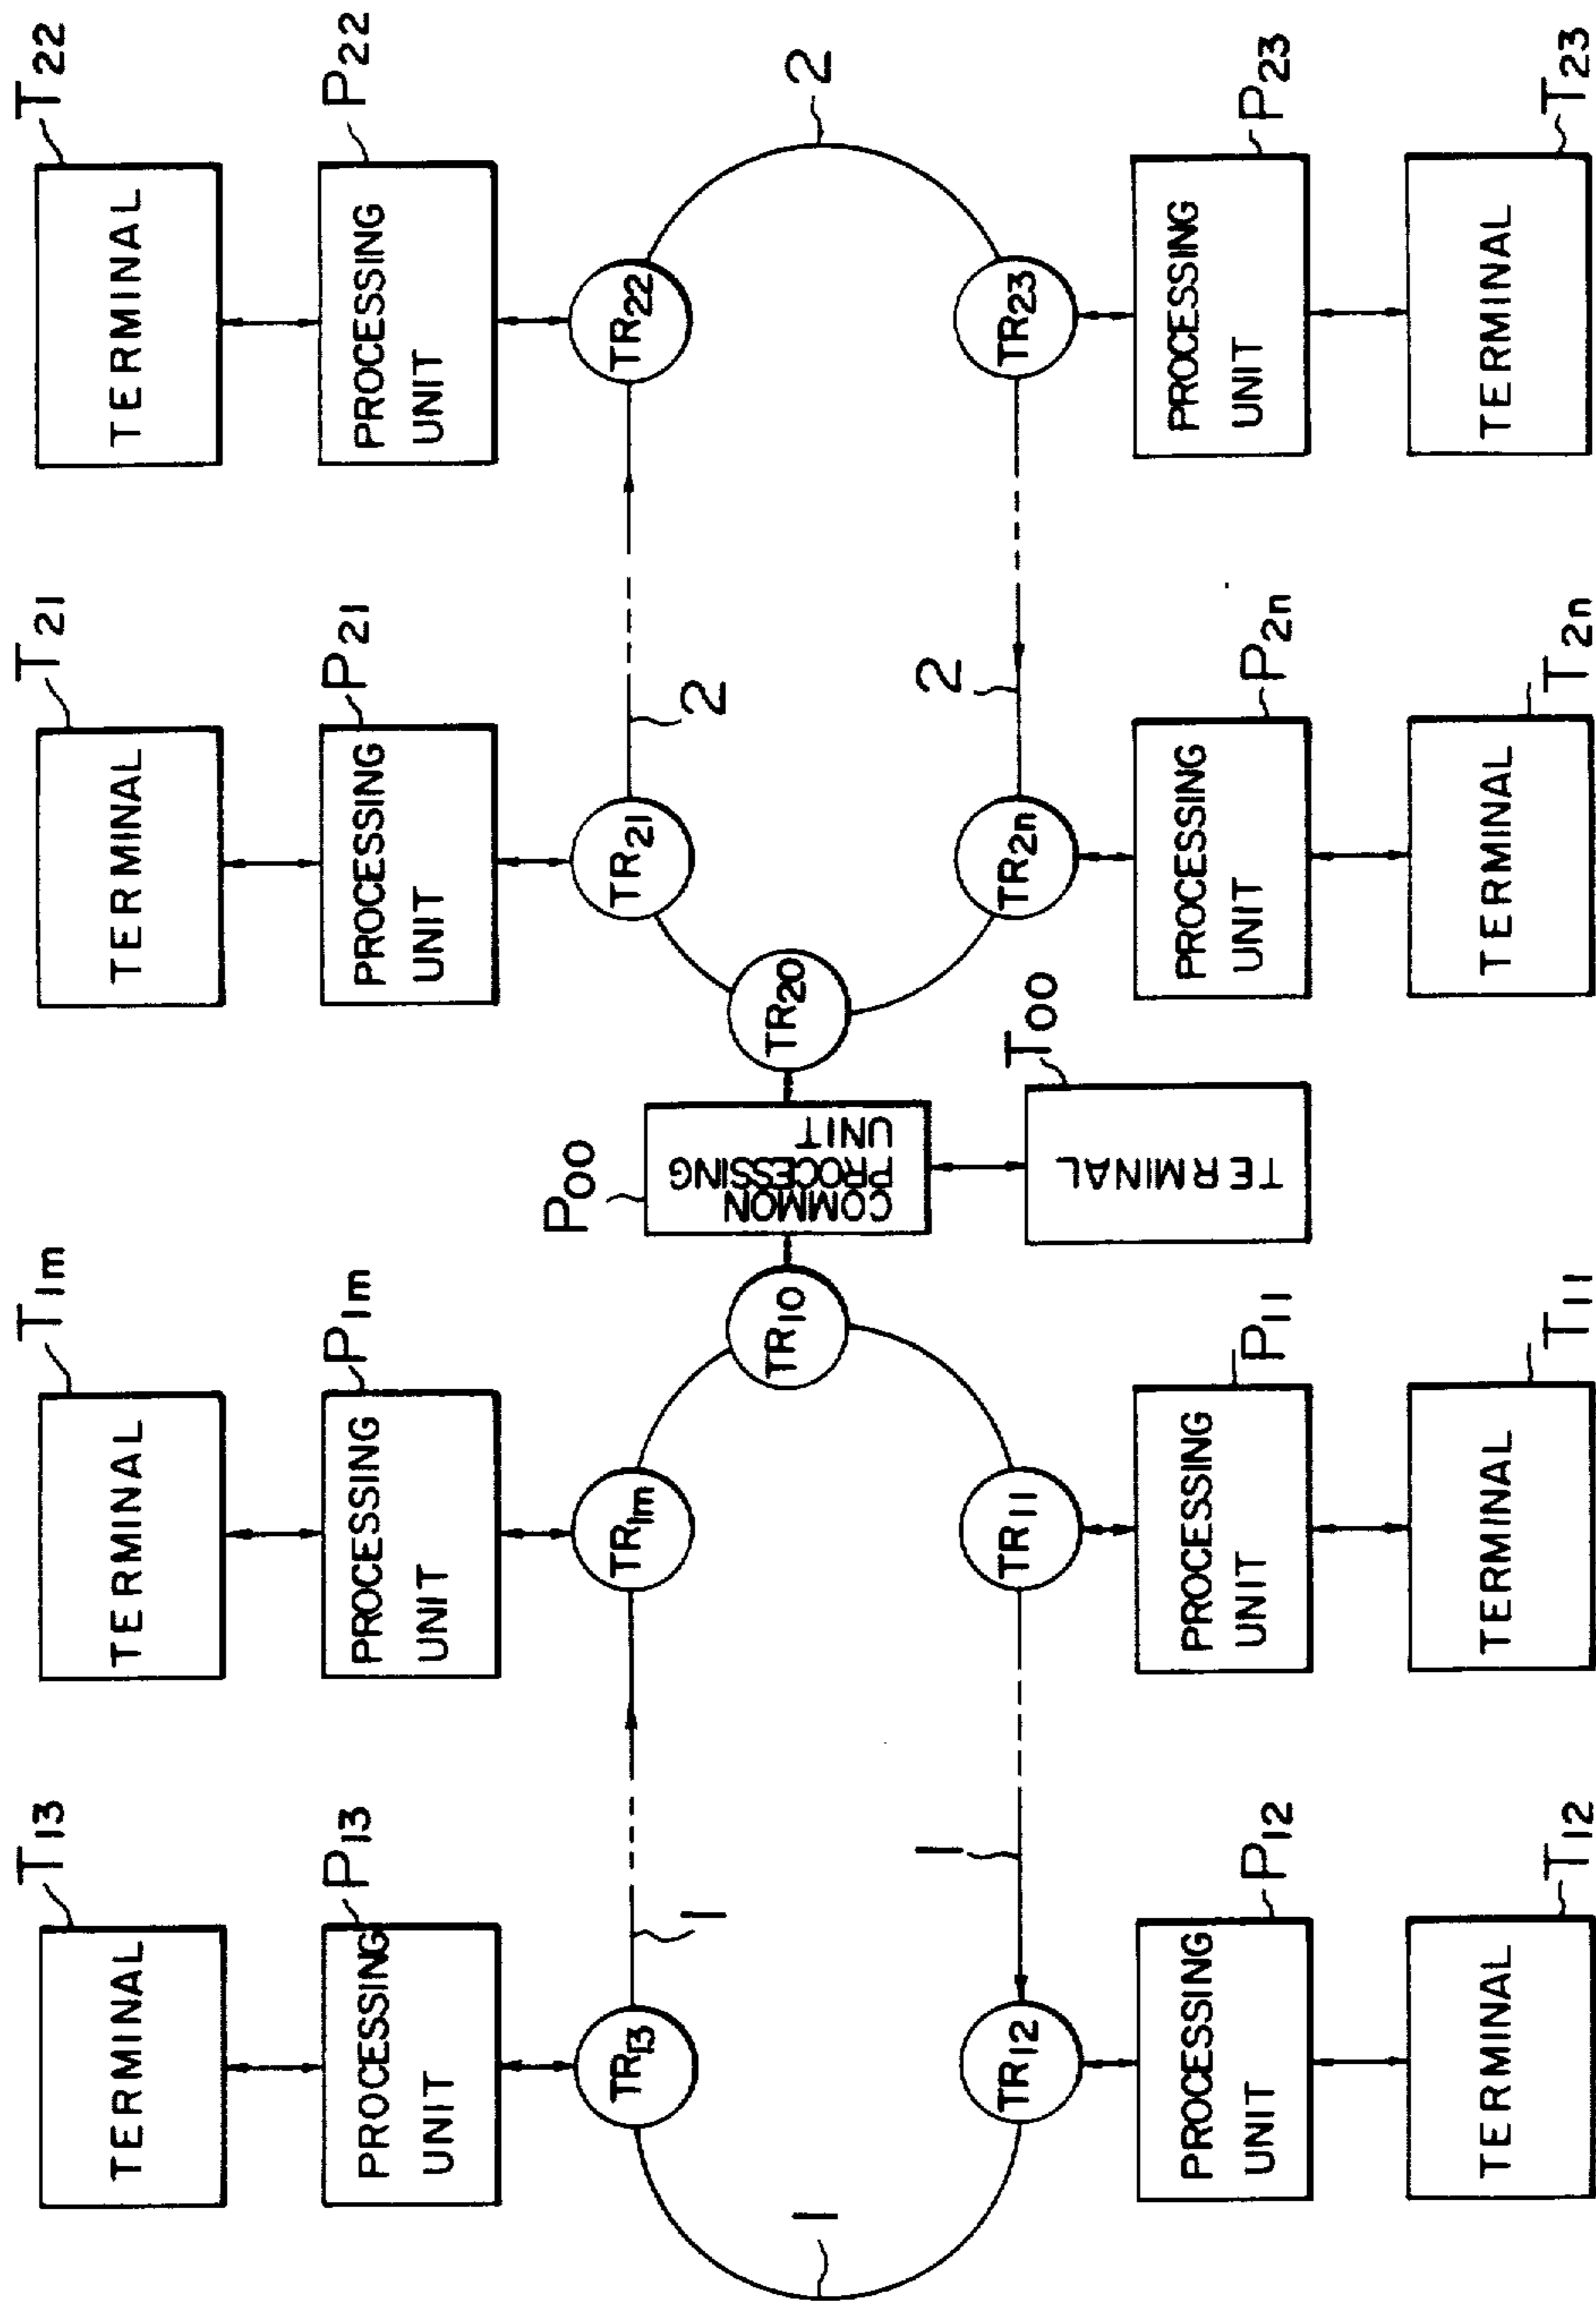 T22
TERMINAL
P22
PROCESSING
UNIT
TR22
2
TR23
P23
PROCESSING
UNIT
T23
TERMINAL
T21
TERMINAL
P21
PROCESSING
UNIT
TR21
2
2
TR2n
P2n
PROCESSING
UNIT
T2n
TERMINAL
TR20
P00
COMMON
PROCESSING
UNIT
T00
TERMINAL
TR10
T1m
TERMINAL
P1m
PROCESSING
UNIT
TR1m
TR11
P11
PROCESSING
UNIT
T11
TERMINAL
T13
TERMINAL
P13
PROCESSING
UNIT
TR13
1
1
1
TR12
P12
PROCESSING
UNIT
T12
TERMINAL